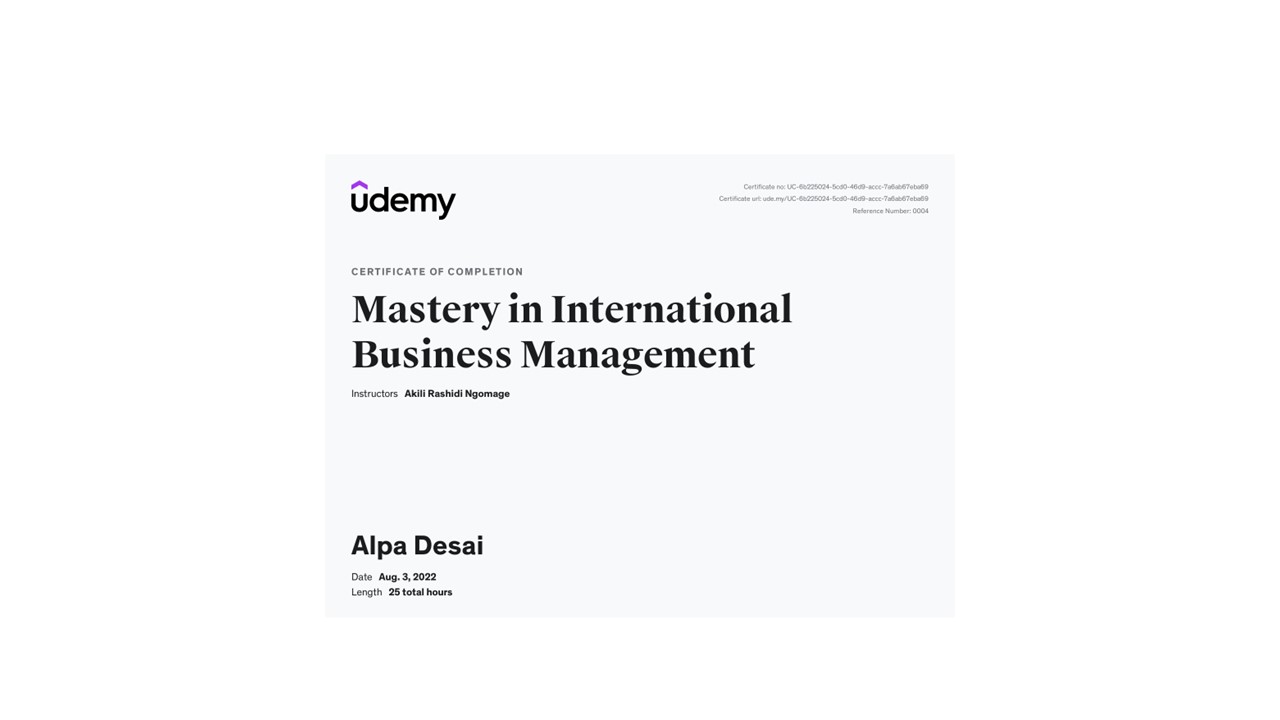 udemy
Certificate no: UC-6b225024-5cd0-46d9-accc-7a6ab67eba69
Certificate url: ude.my/UC-6b225024-5cd0-46d9-accc-7a6ab67eba69
Reference Number: 0004
CERTIFICATE OF COMPLETION
Mastery in International
Business Management
Instructors Akili Rashidi Ngomage
Alpa Desai
Date Aug. 3, 2022
Length 25 total hours